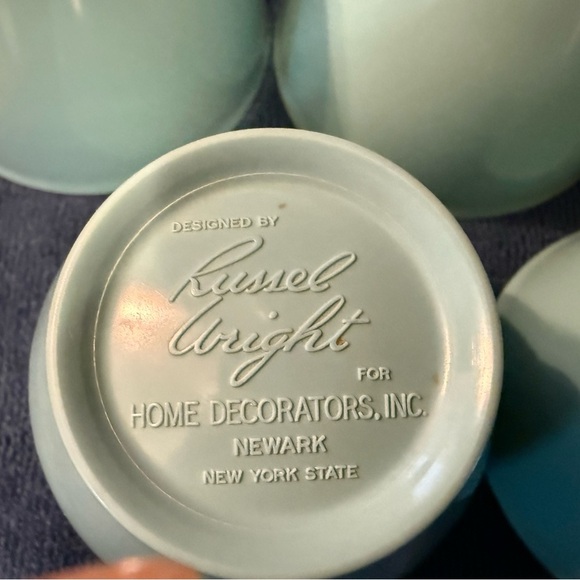 DESIGNED BY
Russel
Wright
FOR
HOME DECORATORS, INC.
NEWARK
NEW YORK STATE